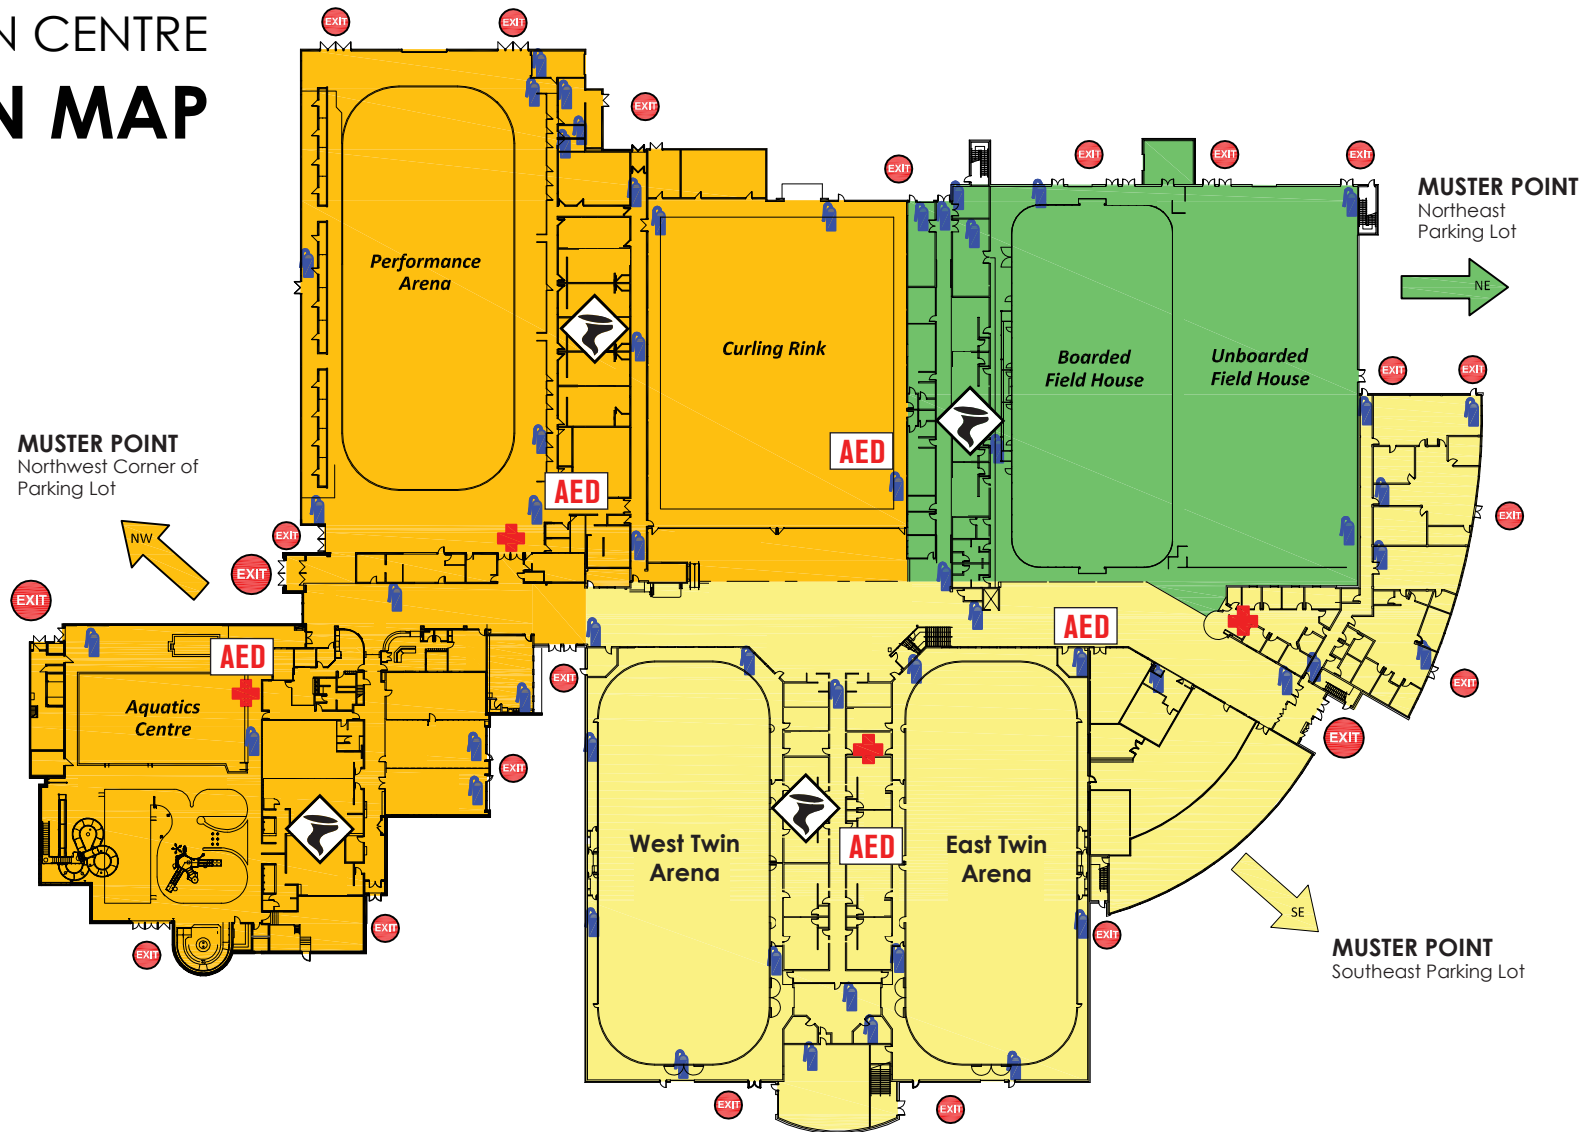 N CENTRE
N MAP
EXIT
EXIT
EXIT
EXIT
EXIT
EXIT
EXIT
MUSTER POINT
Northeast
Parking Lot
NE
Performance
Arena
Curling Rink
Boarded
Field House
Unboarded
Field House
EXIT
EXIT
MUSTER POINT
Northwest Corner of
Parking Lot
NW
AED
AED
EXIT
EXIT
EXIT
EXIT
AED
AED
EXIT
EXIT
EXIT
Aquatics
Centre
EXIT
West Twin
Arena
AED
East Twin
Arena
SE
MUSTER POINT
Southeast Parking Lot
EXIT
EXIT
EXIT
EXIT
EXIT